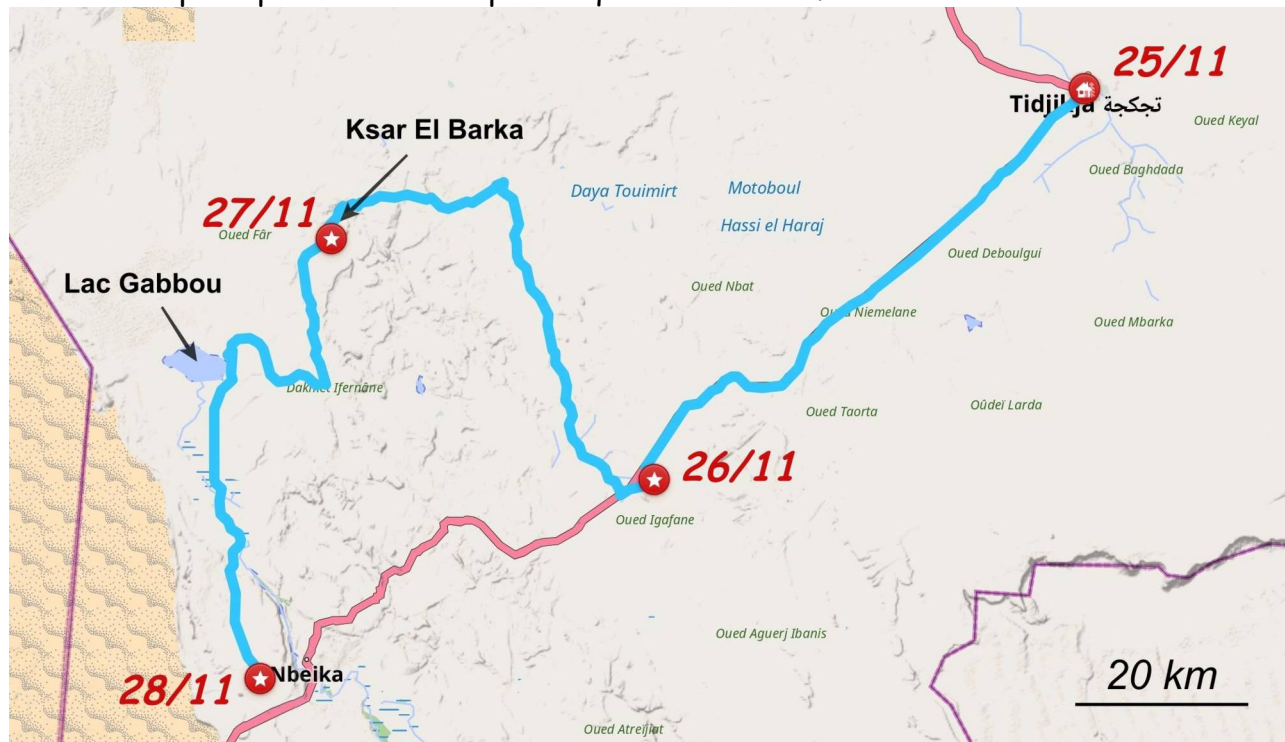 25/11
Tidjikja تجكجة
Oued Keyal
Ksar El Barka
Oued Baghdada
Daya Touimirt
Motoboul
27/11
Hassi el Haraj
Oued Fâr
Oued Deboulgui
Lac Gabbou
Oued Nbat
Oued Niemelane
Oued Mbarka
Dakhlet Ifernâne
Oued Taorta
Oûdeï Larda
26/11
Oued Igafane
Oued Aguerj Ibanis
Nbeika
28/11
20 km
Oued Atreijiat